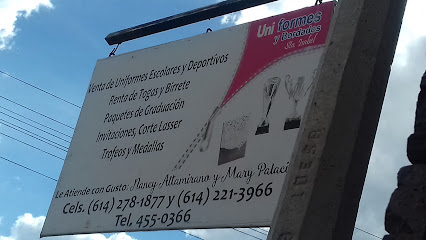 Uniformes
y Bordados
Sta. Isabel
Venta de Uniformes Escolares y Deportivos
Renta de Togas y Birrete
Paquetes de Graduación
Invitaciones, Corte Lasser
Trofeos y Medallas
Le Atiende con Gusto: Nancy Altamirano y Mary Palaci
Cels. (614) 278-1877 y (614) 221-3966
Tel. 455-0366